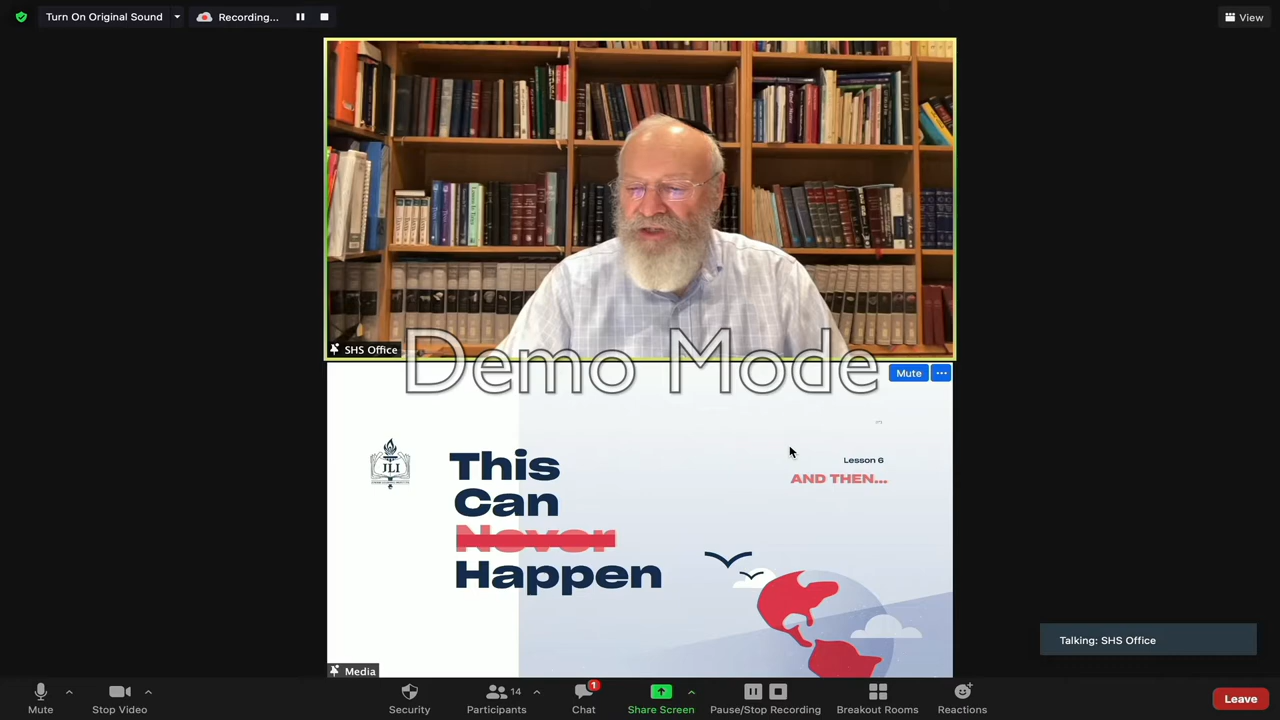 Turn On Original Sound
Recording...
View
SHS Office
Demo Mode
Mute
JLI
This
Can
Never
Happen
Lesson 6
AND THEN...
Talking: SHS Office
Media
Mute
Stop Video
Security
14
Participants
1
Chat
Share Screen
Pause/Stop Recording
Breakout Rooms
Reactions
Leave